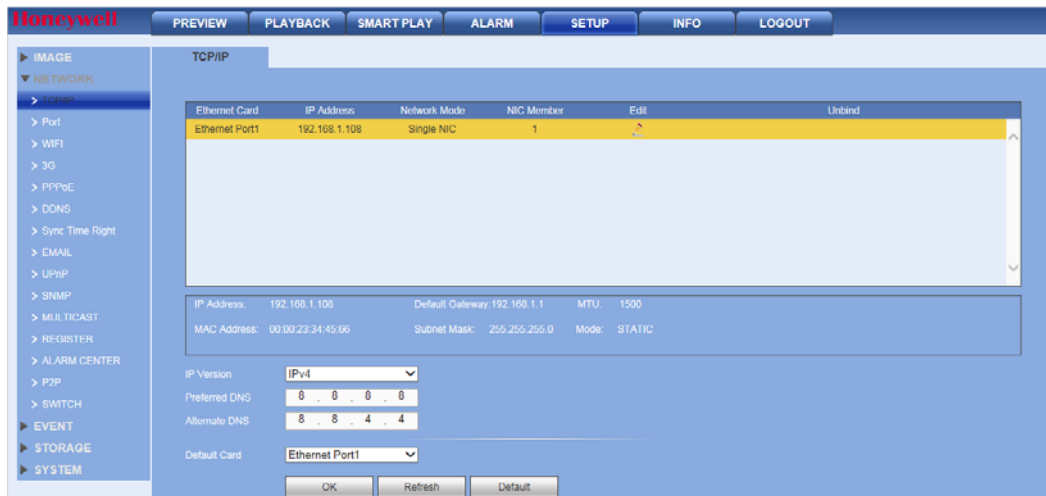 Honeywell
PREVIEW PLAYBACK SMART PLAY ALARM SETUP INFO LOGOUT
IMAGE
NETWORK
> TCP/IP
> Port
> WIFI
> 3G
> PPPoE
> DDNS
> Sync Time Right
> EMAIL
> UPnP
> SNMP
> MULTICAST
> REGISTER
> ALARM CENTER
> P2P
> SWITCH
EVENT
STORAGE
SYSTEM
TCP/IP
Ethernet Card IP Address Network Mode NIC Member Edit Unbind
Ethernet Port1 192.168.1.108 Single NIC 1
IP Address: 192.168.1.108 Default Gateway:192.168.1.1 MTU: 1500
MAC Address: 00:00:23:34:45:66 Subnet Mask: 255.255.255.0 Mode: STATIC
IP Version IPv4
Preferred DNS 8 . 8 . 8 . 8
Alternate DNS 8 . 8 . 4 . 4
Default Card Ethernet Port1
OK Refresh Default